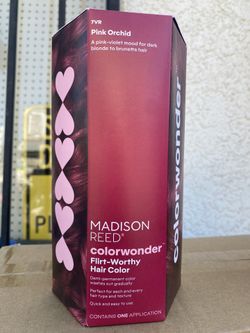 7VR
Pink Orchid
A pink-violet mood for dark
blonde to brunette hair
MADISON
REED®
colorwonder™
Flirt-Worthy
Hair Color
Demi-permanent color
washes out gradually
Perfect for each and every
hair type and texture
Quick and easy to use
CONTAINS ONE APPLICATION
colorwonder™